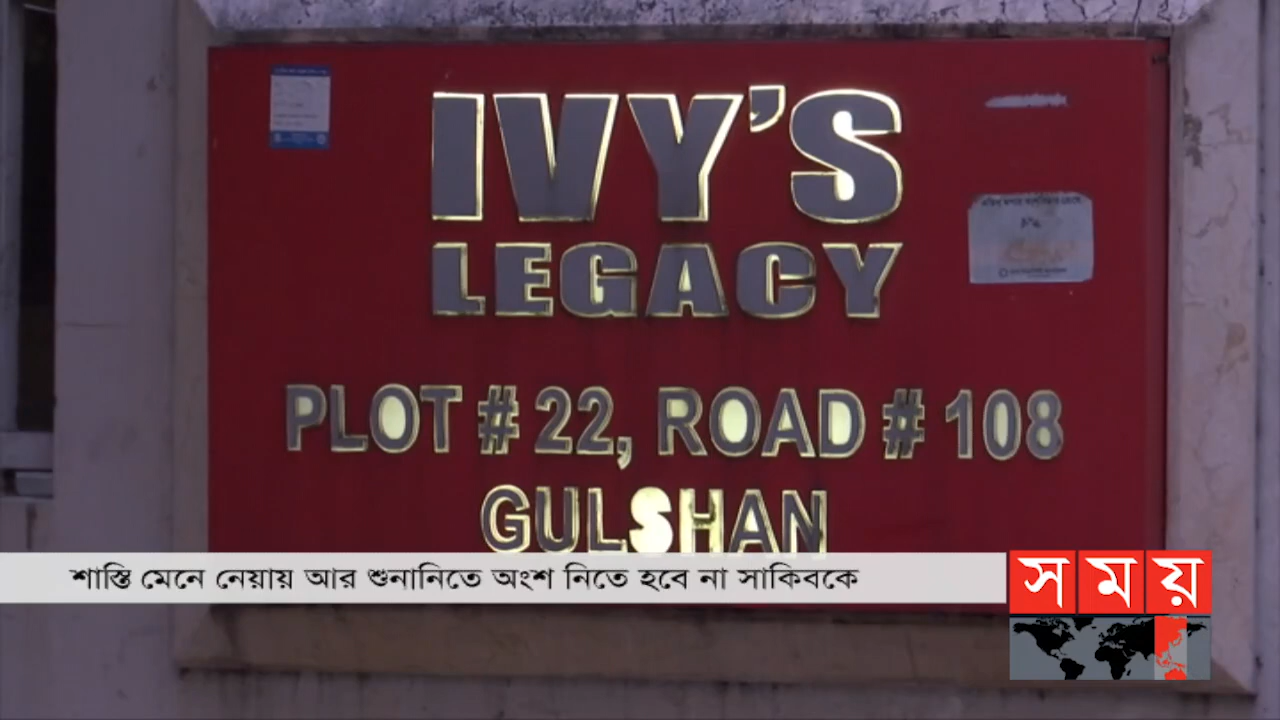 IVY'S
LEGACY
PLOT # 22, ROAD # 108
GULSHAN
শাস্তি মেনে নেয়ায় আর শুনানিতে অংশ নিতে হবে না সাকিবকে
সময়